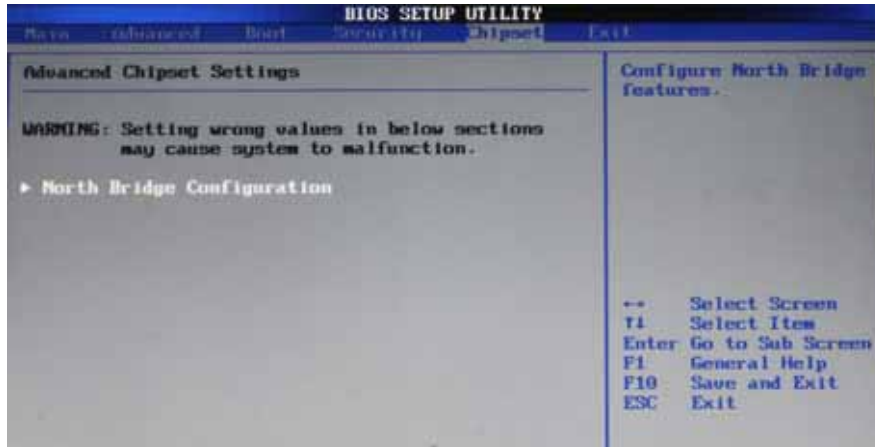 BIOS SETUP UTILITY
Main Advanced Boot Security Chipset Exit
Advanced Chipset Settings
WARNING: Setting wrong values in below sections
may cause system to malfunction.
► North Bridge Configuration
Configure North Bridge
features.
←→ Select Screen
↑↓ Select Item
Enter Go to Sub Screen
F1 General Help
F10 Save and Exit
ESC Exit